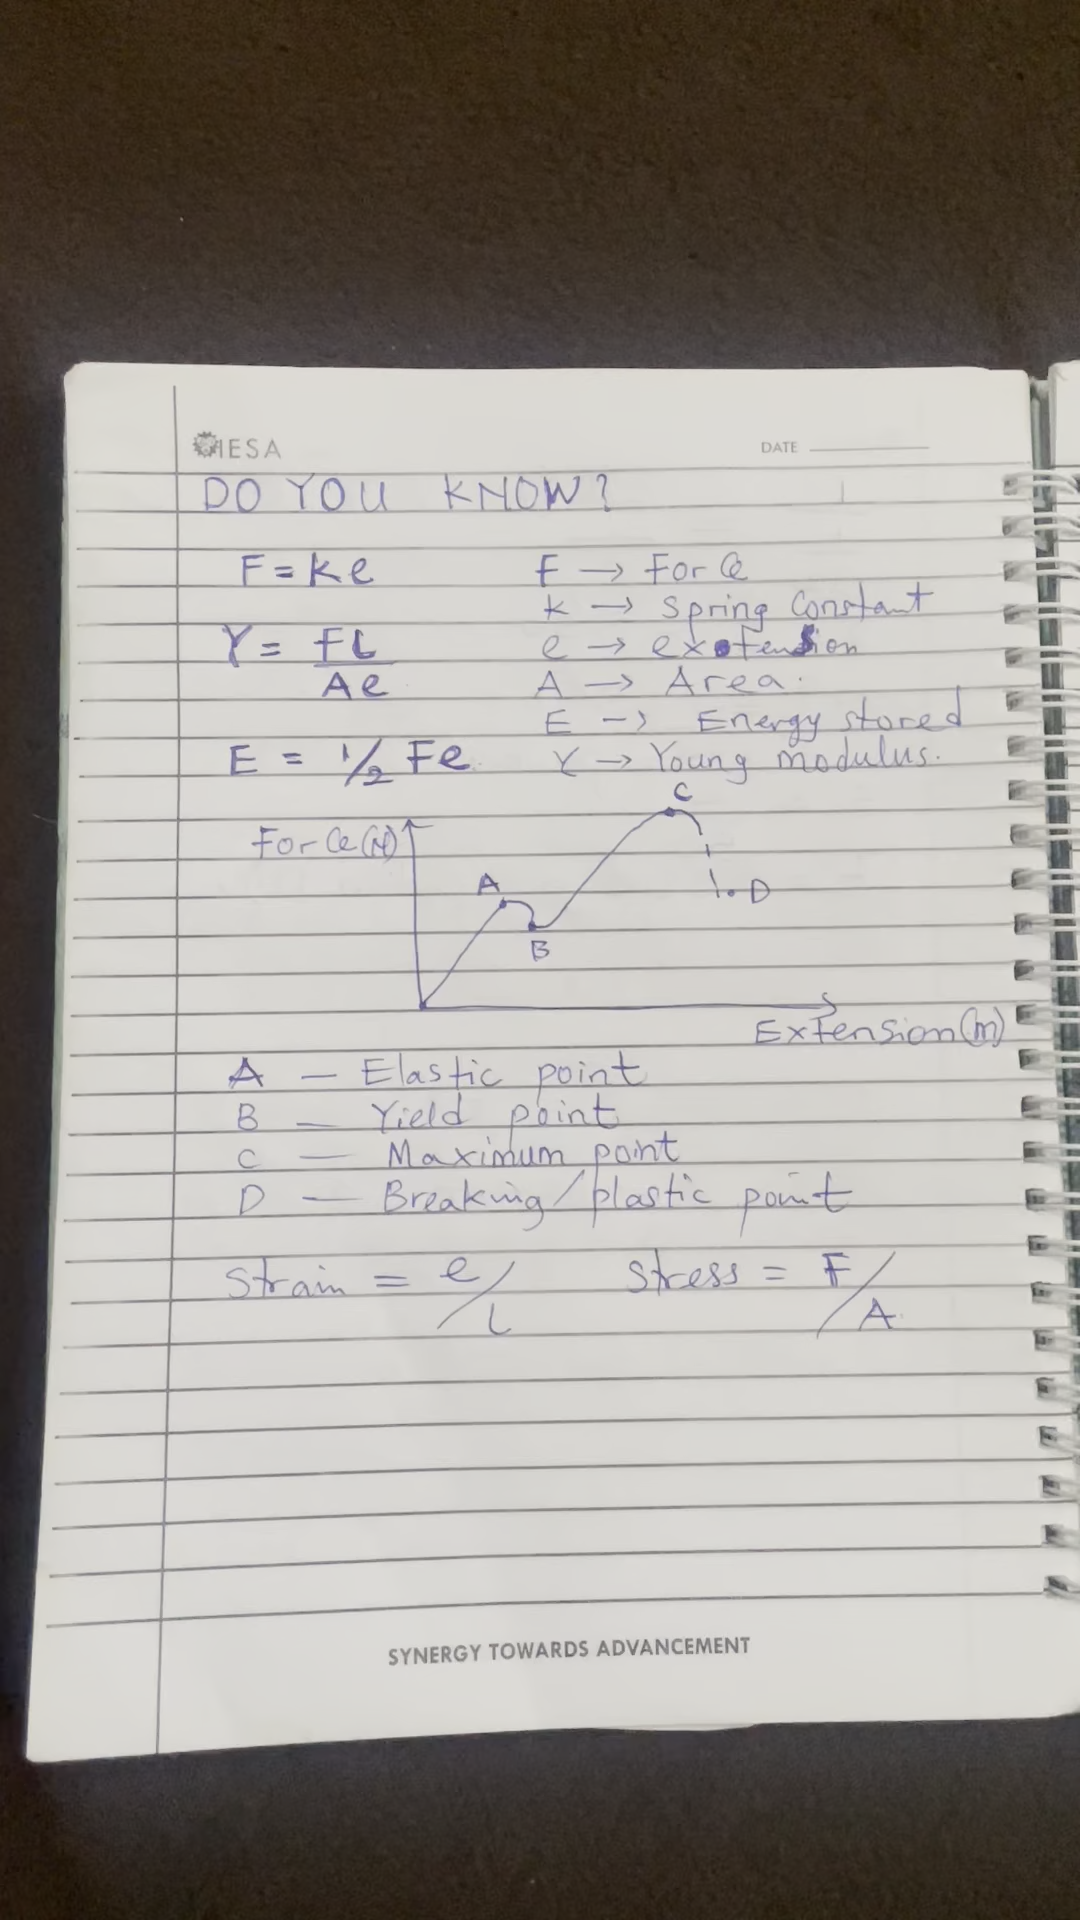 IESA
DATE
DO YOU KNOW?
F = ke
F → Force
k → Spring Constant
Y = FL
Ae
e → extension
A → Area.
E → Energy stored
E = 1/2 Fe.
Y → Young modulus.
Force (N)
A
B
C
D
Extension (m)
A — Elastic point
B — Yield point
C — Maximum point
D — Breaking/plastic point
Strain = e/L
Stress = F/A.
SYNERGY TOWARDS ADVANCEMENT